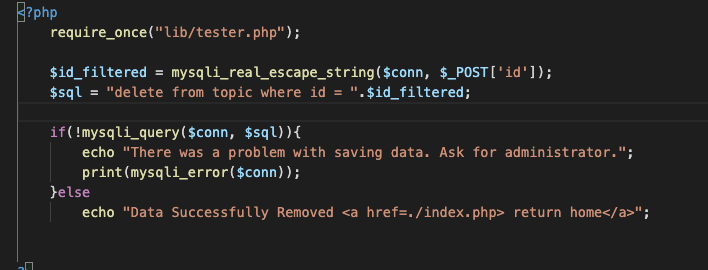 <?php
require_once("lib/tester.php");
$id_filtered = mysqli_real_escape_string($conn, $_POST['id']);
$sql = "delete from topic where id = ".$id_filtered;
if(!mysqli_query($conn, $sql)){
echo "There was a problem with saving data. Ask for administrator.";
print(mysqli_error($conn));
}else
echo "Data Successfully Removed <a href=./index.php> return home</a>";